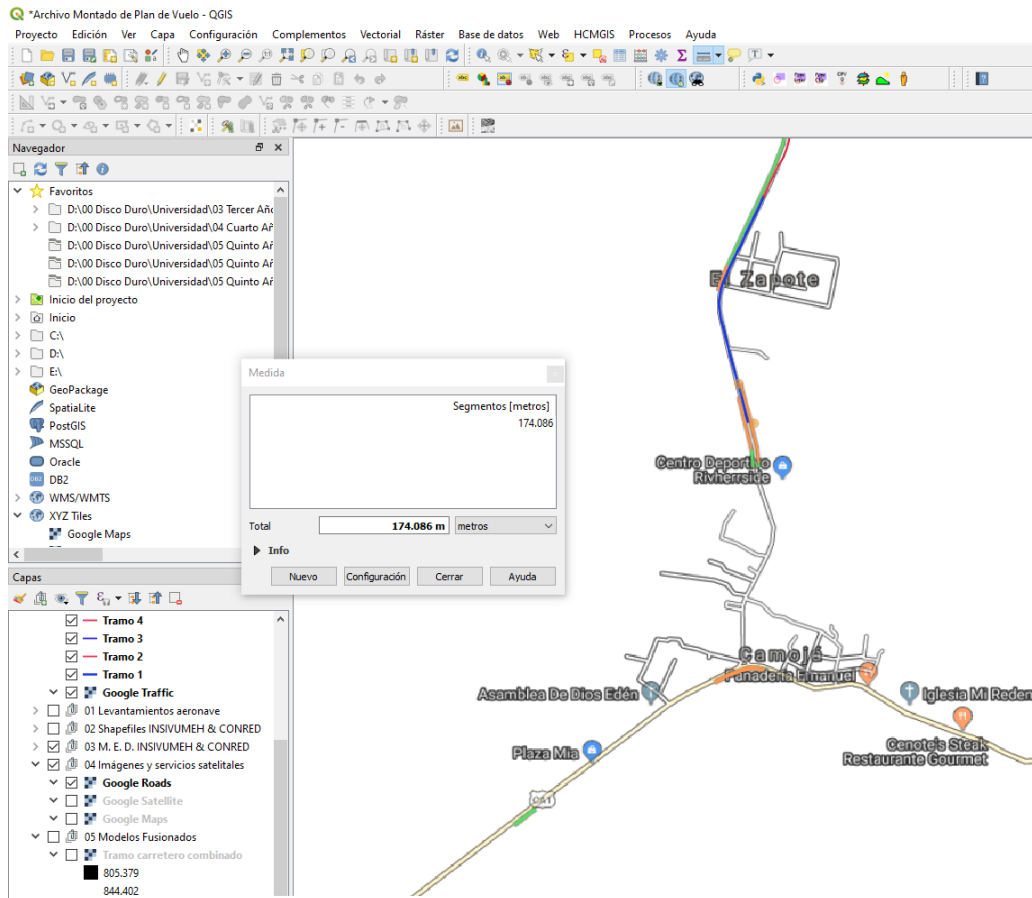 *Archivo Montado de Plan de Vuelo - QGIS
Proyecto Edición Ver Capa Configuración Complementos Vectorial Ráster Base de datos Web HCMGIS Procesos Ayuda
Navegador
Favoritos
D:\00 Disco Duro\Universidad\03 Tercer Año
D:\00 Disco Duro\Universidad\04 Cuarto Añ
D:\00 Disco Duro\Universidad\05 Quinto Añ
D:\00 Disco Duro\Universidad\05 Quinto Añ
D:\00 Disco Duro\Universidad\05 Quinto Añ
Inicio del proyecto
Inicio
C:\
D:\
E:\
GeoPackage
SpatiaLite
PostGIS
MSSQL
Oracle
DB2
WMS/WMTS
XYZ Tiles
Google Maps
Capas
Tramo 4
Tramo 3
Tramo 2
Tramo 1
Google Traffic
01 Levantamientos aeronave
02 Shapefiles INSIVUMEH & CONRED
03 M. E. D. INSIVUMEH & CONRED
04 Imágenes y servicios satelitales
Google Roads
Google Satellite
Google Maps
05 Modelos Fusionados
Tramo carretero combinado
805.379
844.402
Medida
Segmentos [metros]
174.086
Total 174.086 m metros
Info
Nuevo Configuración Cerrar Ayuda
El Zapote
Centro Deportivo
Rivherrside
Camojá
Panadería Emanuel
Asamblea De Dios Edén
Iglesia Mi Reden
Plaza Mia
Cenote's Steak
Restaurante Gourmet
CA1